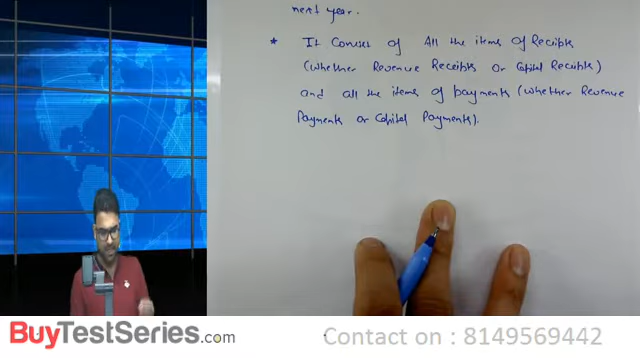 next year.
* It Conses of All the items of Receipts
(whether Revenue Receipts or Capital Receipts)
and all the items of payments (whether Revenue
Payments or Capital Payments).
BuyTestSeries.com
Contact on : 8149569442